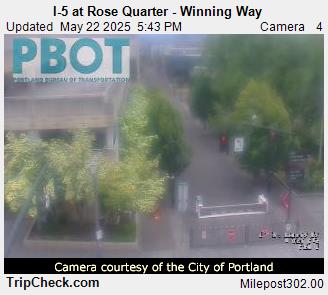 I-5 at Rose Quarter - Winning Way
Updated May 22 2025 5:43 PM Camera 4
PBOT
PORTLAND BUREAU OF TRANSPORTATION
Camera courtesy of the City of Portland
TripCheck.com Milepost302.00